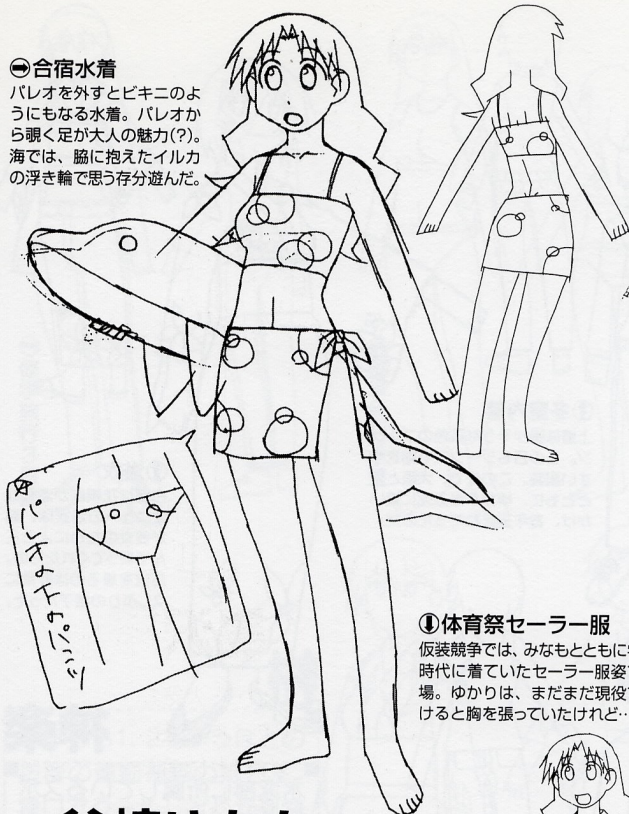 ➡合宿水着
パレオを外すとビキニのよ
うにもなる水着。パレオか
ら覗く足が大人の魅力(?)。
海では、脇に抱えたイルカ
の浮き輪で思う存分遊んだ。
パレオの下のパンツ
⬇体育祭セーラー服
仮装競争では、みなもとともに
時代に着ていたセーラー服姿
場。ゆかりは、まだまだ現役
けると胸を張っていたけれど…